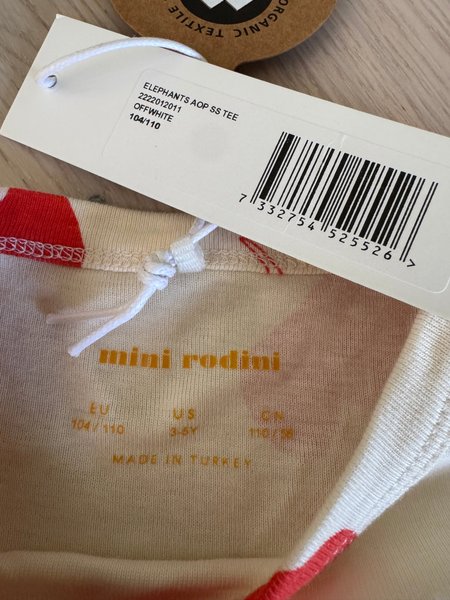 ORGANIC TEXTILE
ELEPHANTS AOP SS TEE
2222012011
OFFWHITE
104/110
7 332754 525526 >
mini rodini
EU US CN
104 / 110 3-5Y 110 / 56
MADE IN TURKEY